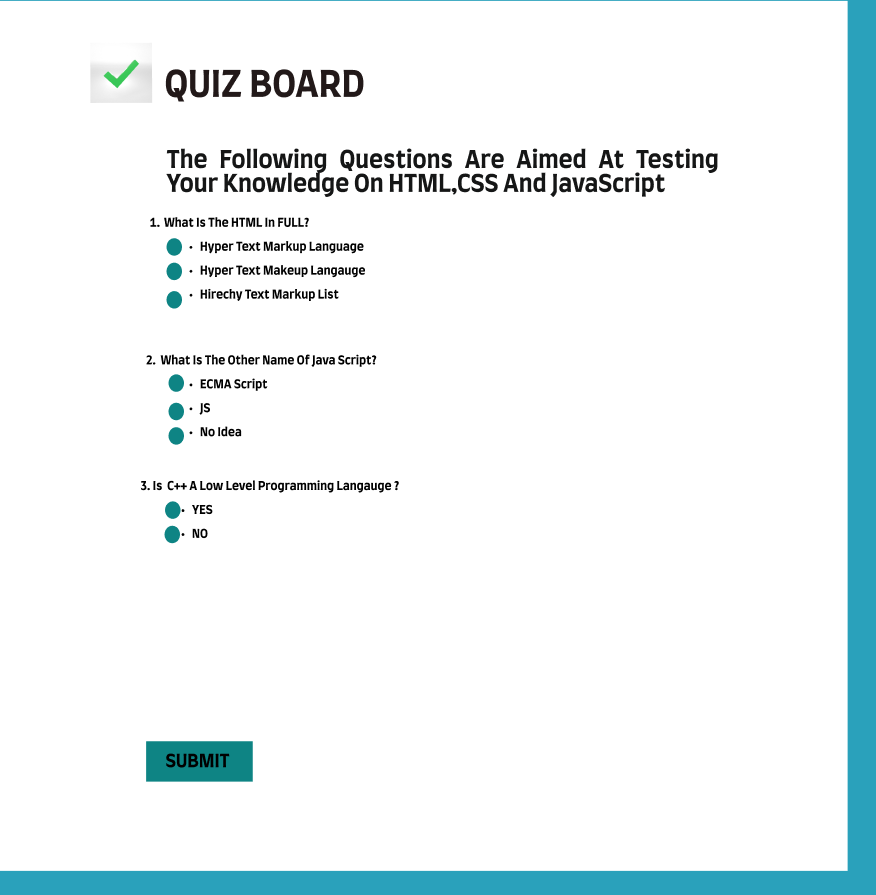 QUIZ BOARD
The Following Questions Are Aimed At Testing
Your Knowledge On HTML,CSS And JavaScript
1. What Is The HTML In FULL?
• Hyper Text Markup Language
• Hyper Text Makeup Langauge
• Hirechy Text Markup List
2. What Is The Other Name Of Java Script?
• ECMA Script
• JS
• No Idea
3. Is C++ A Low Level Programming Langauge ?
• YES
• NO
SUBMIT